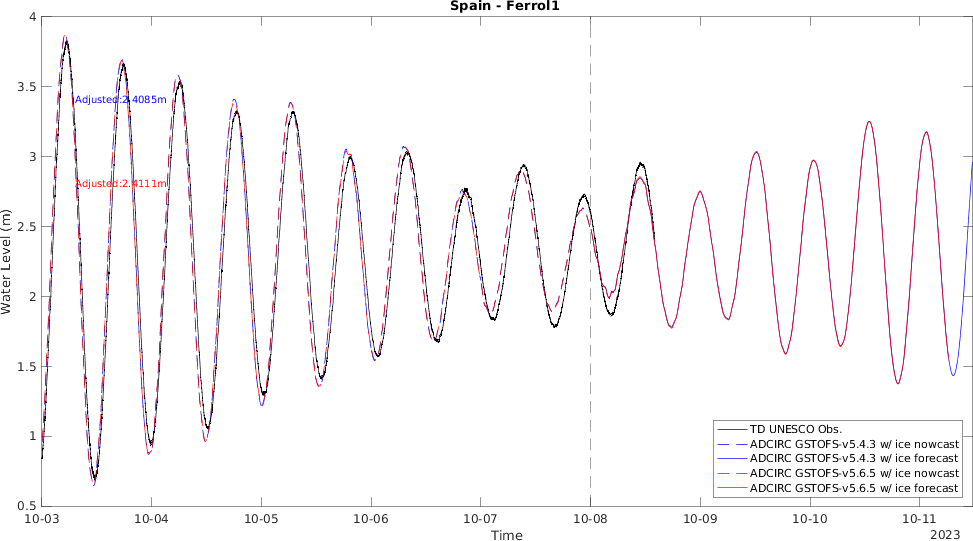 Spain - Ferrol1
4
3.5
3
2.5
2
1.5
1
0.5
Water Level (m)
Adjusted:2.4085m
Adjusted:2.4111m
TD UNESCO Obs.
ADCIRC GSTOFS-v5.4.3 w/ ice nowcast
ADCIRC GSTOFS-v5.4.3 w/ ice forecast
ADCIRC GSTOFS-v5.6.5 w/ ice nowcast
ADCIRC GSTOFS-v5.6.5 w/ ice forecast
10-03 10-04 10-05 10-06 10-07 10-08 10-09 10-10 10-11
Time
2023